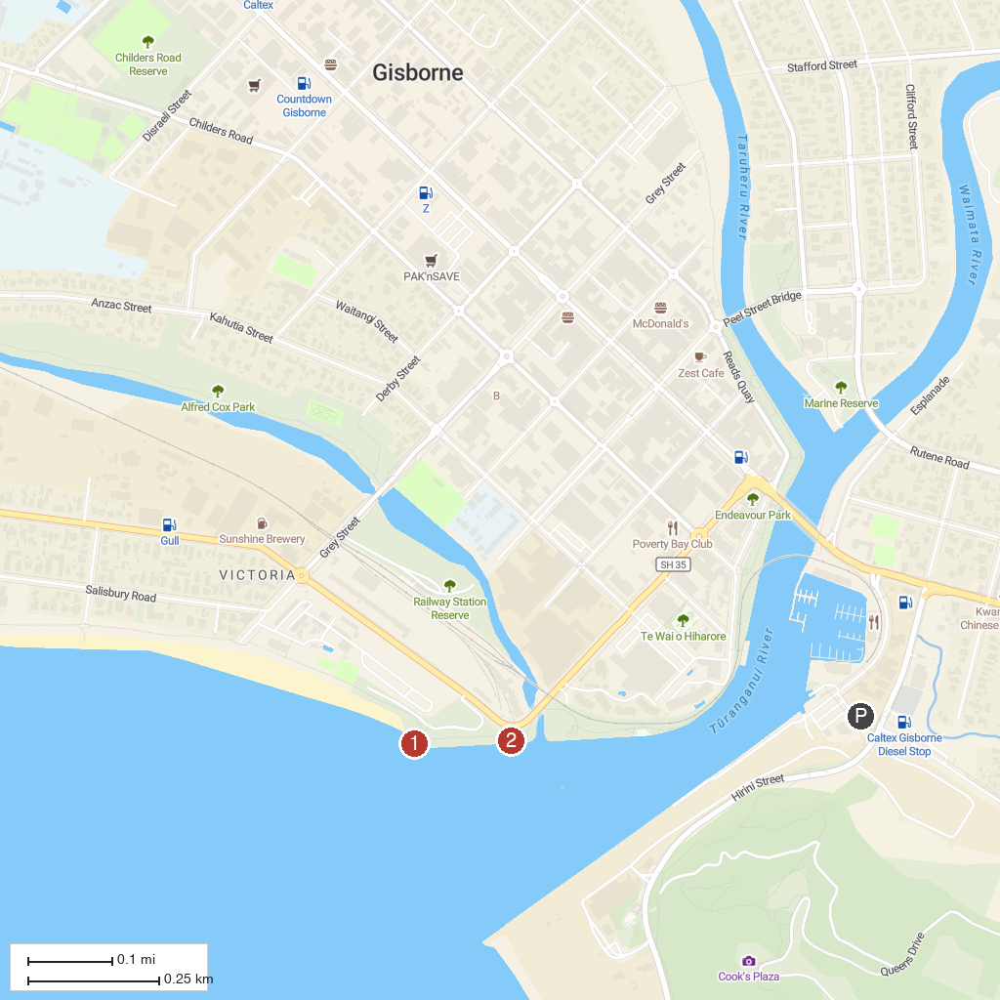 Caltex
Childers Road
Reserve
Gisborne
Stafford Street
Countdown
Gisborne
Disraeli Street
Childers Road
Clifford Street
Taruheru River
Grey Street
Waimata River
Z
PAK'nSAVE
Anzac Street
Kahutia Street
Waitangi Street
McDonald's
Peel Street Bridge
Zest Cafe
Reads Quay
Derby Street
Alfred Cox Park
B
Marine Reserve
Esplanade
Rutene Road
Endeavour Park
Gull
Sunshine Brewery
Grey Street
Poverty Bay Club
SH 35
VICTORIA
Salisbury Road
Railway Station
Reserve
Te Wai o Hiharore
Kwan
Chinese
Tūranganui River
P
1
2
Caltex Gisborne
Diesel Stop
Hirini Street
Queens Drive
Cook's Plaza
0.1 mi
0.25 km